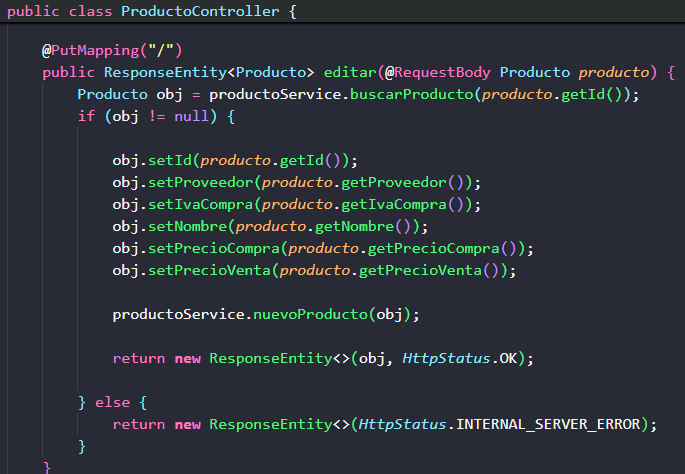 public class ProductoController {
@PutMapping("/")
public ResponseEntity<Producto> editar(@RequestBody Producto producto) {
Producto obj = productoService.buscarProducto(producto.getId());
if (obj != null) {
obj.setId(producto.getId());
obj.setProveedor(producto.getProveedor());
obj.setIvaCompra(producto.getIvaCompra());
obj.setNombre(producto.getNombre());
obj.setPrecioCompra(producto.getPrecioCompra());
obj.setPrecioVenta(producto.getPrecioVenta());
productoService.nuevoProducto(obj);
return new ResponseEntity<>(obj, HttpStatus.OK);
} else {
return new ResponseEntity<>(HttpStatus.INTERNAL_SERVER_ERROR);
}
}